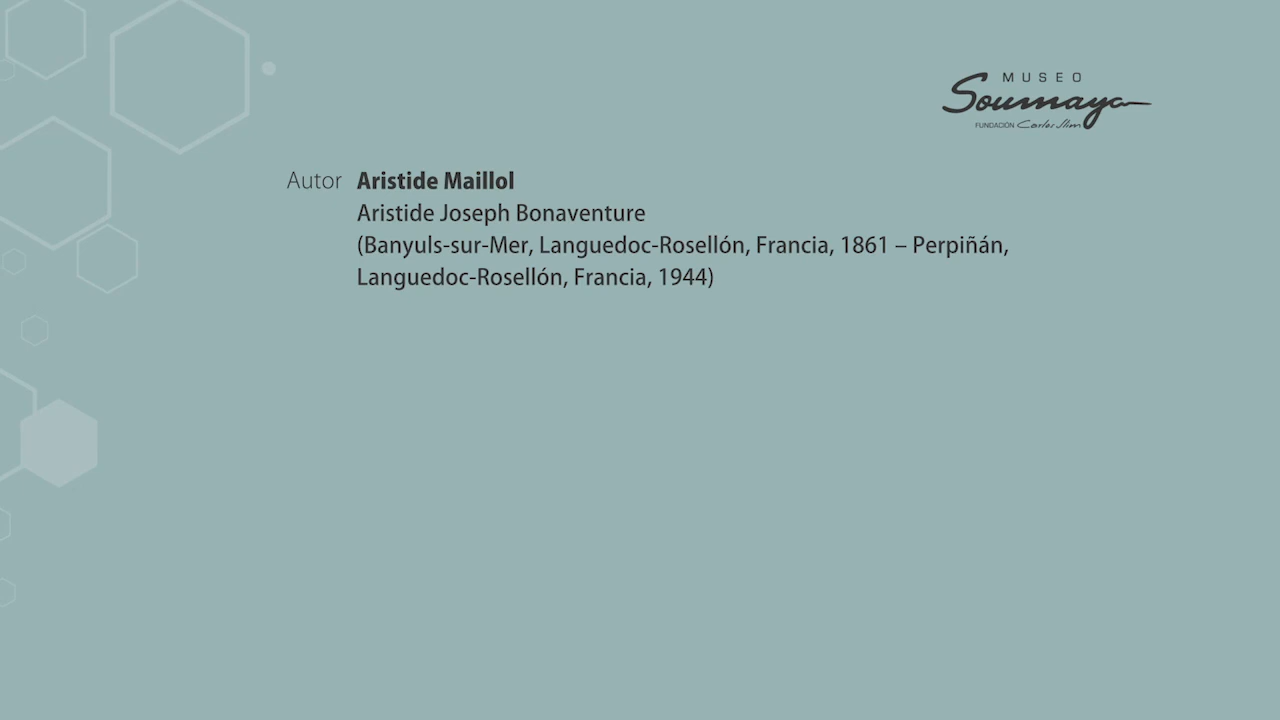 MUSEO
Soumaya
FUNDACIÓN Carlos Slim
Autor Aristide Maillol
Aristide Joseph Bonaventure
(Banyuls-sur-Mer, Languedoc-Rosellón, Francia, 1861 – Perpiñán,
Languedoc-Rosellón, Francia, 1944)